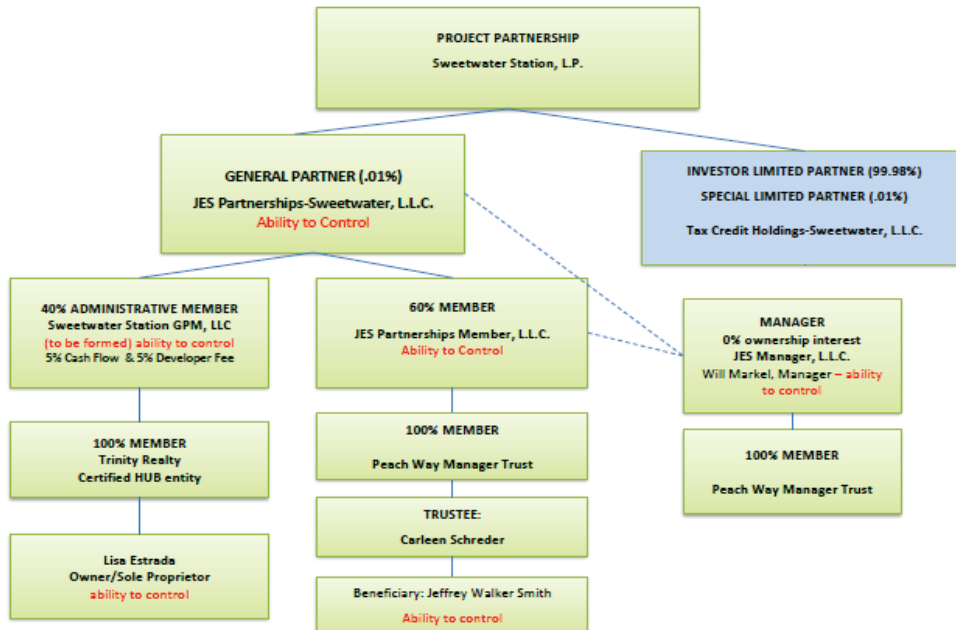 PROJECT PARTNERSHIP
Sweetwater Station, L.P.
GENERAL PARTNER (.01%)
JES Partnerships-Sweetwater, L.L.C.
Ability to Control
INVESTOR LIMITED PARTNER (99.98%)
SPECIAL LIMITED PARTNER (.01%)
Tax Credit Holdings-Sweetwater, L.L.C.
40% ADMINISTRATIVE MEMBER
Sweetwater Station GPM, LLC
(to be formed) ability to control
5% Cash Flow & 5% Developer Fee
60% MEMBER
JES Partnerships Member, L.L.C.
Ability to Control
MANAGER
0% ownership interest
JES Manager, L.L.C.
Will Markel, Manager – ability
to control
100% MEMBER
Trinity Realty
Certified HUB entity
100% MEMBER
Peach Way Manager Trust
100% MEMBER
Peach Way Manager Trust
TRUSTEE:
Carleen Schreder
Lisa Estrada
Owner/Sole Proprietor
ability to control
Beneficiary: Jeffrey Walker Smith
Ability to control